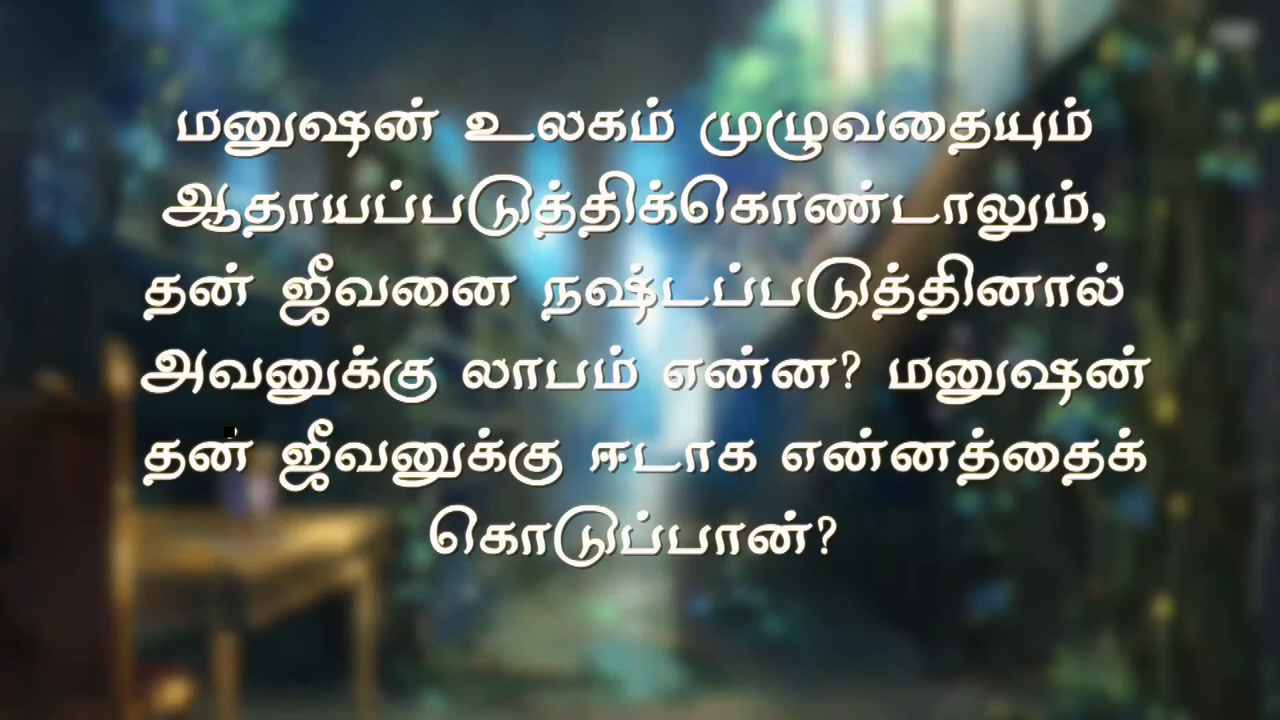 மனுஷன் உலகம் முழுவதையும்
ஆதாயப்படுத்திக்கொண்டாலும்,
தன் ஜீவனை நஷ்டப்படுத்தினால்
அவனுக்கு லாபம் என்ன? மனுஷன்
தன் ஜீவனுக்கு ஈடாக என்னத்தைக்
கொடுப்பான்?